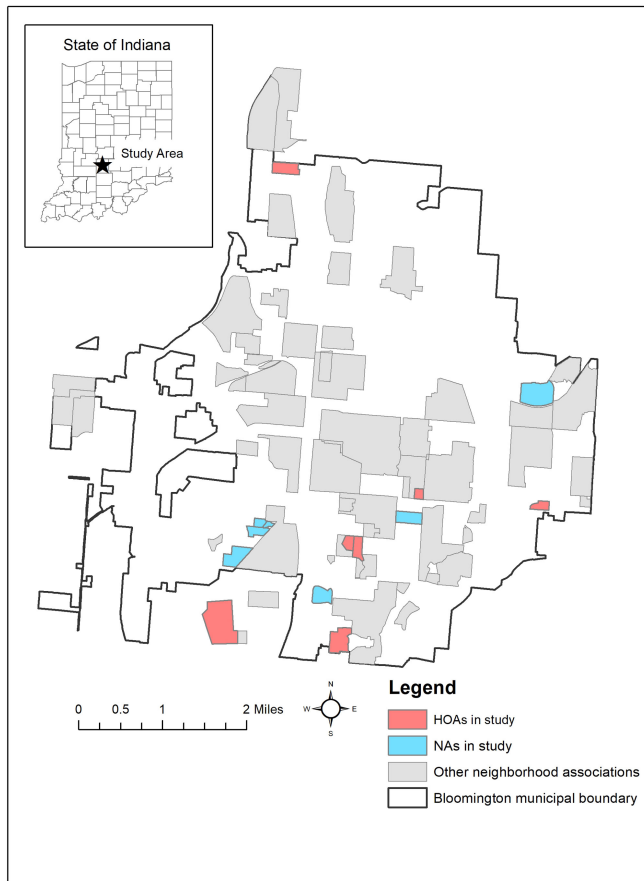 State of Indiana
Study Area
0 0.5 1 2 Miles
N
W E
S
Legend
HOAs in study
NAs in study
Other neighborhood associations
Bloomington municipal boundary